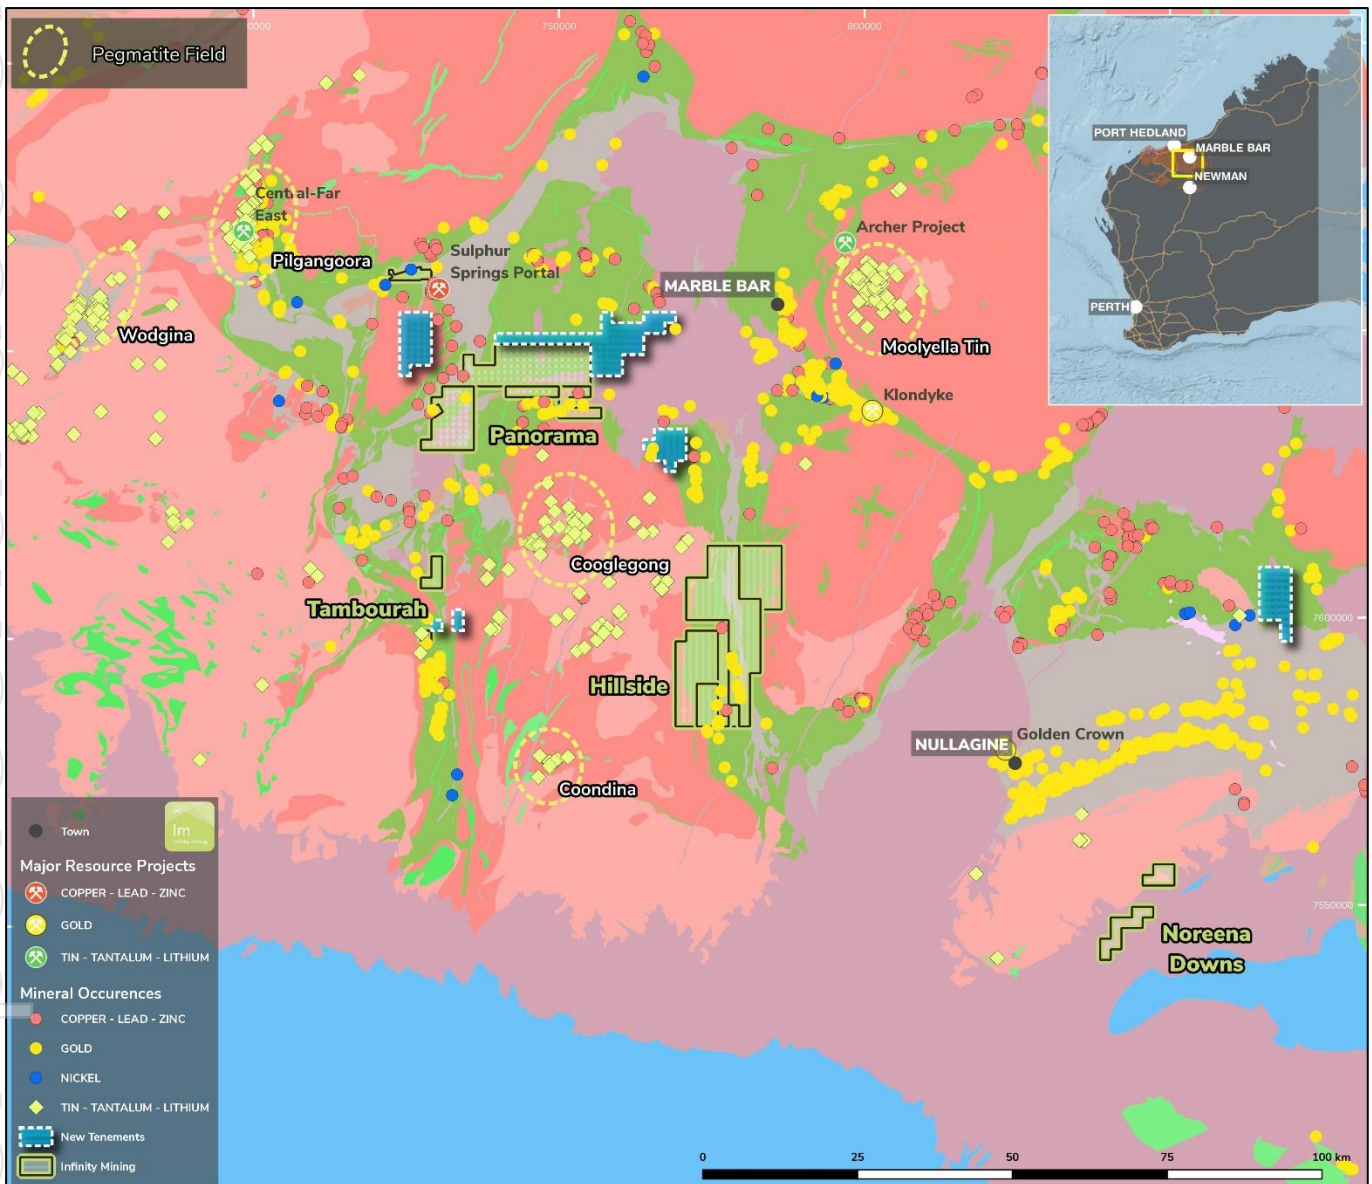 Pegmatite Field
750000
800000
PORT HEDLAND
MARBLE BAR
NEWMAN
PERTH
Central-Far
East
Pilgangoora
Sulphur
Springs Portal
Archer Project
MARBLE BAR
Wodgina
Moolyella Tin
Klondyke
Panorama
Cooglegong
Tambourah
7600000
Hillside
Golden Crown
NULLAGINE
Coondina
7550000
Noreena
Downs
Town
Im
Infinity mining
Major Resource Projects
COPPER - LEAD - ZINC
GOLD
TIN - TANTALUM - LITHIUM
Mineral Occurences
COPPER - LEAD - ZINC
GOLD
NICKEL
TIN - TANTALUM - LITHIUM
New Tenements
Infinity Mining
0 25 50 75 100 km